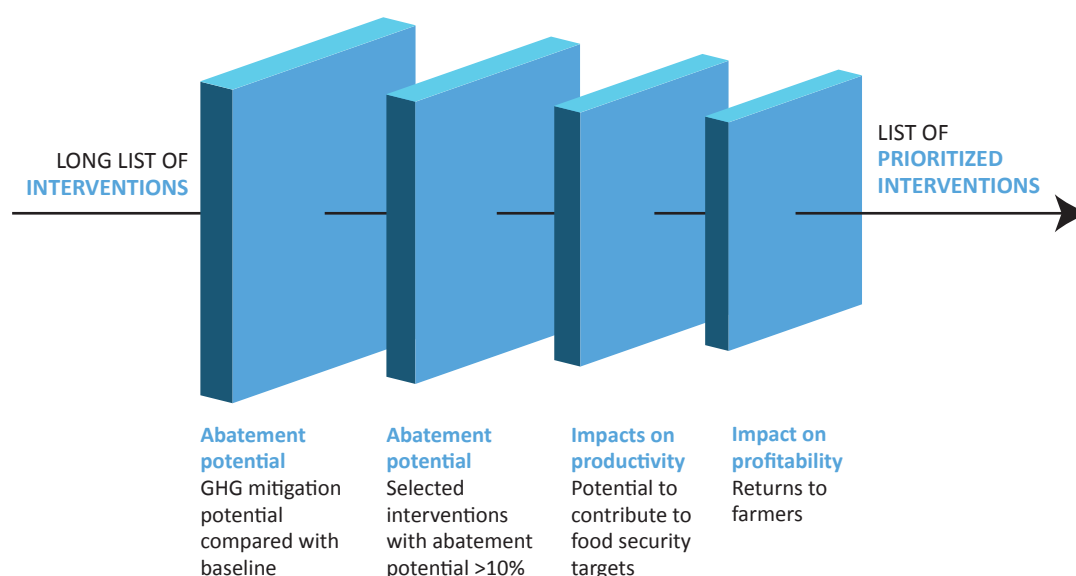 LONG LIST OF
INTERVENTIONS
LIST OF
PRIORITIZED
INTERVENTIONS
Abatement
potential
GHG mitigation
potential
compared with
baseline
Abatement
potential
Selected
interventions
with abatement
potential >10%
Impacts on
productivity
Potential to
contribute to
food security
targets
Impact on
profitability
Returns to
farmers